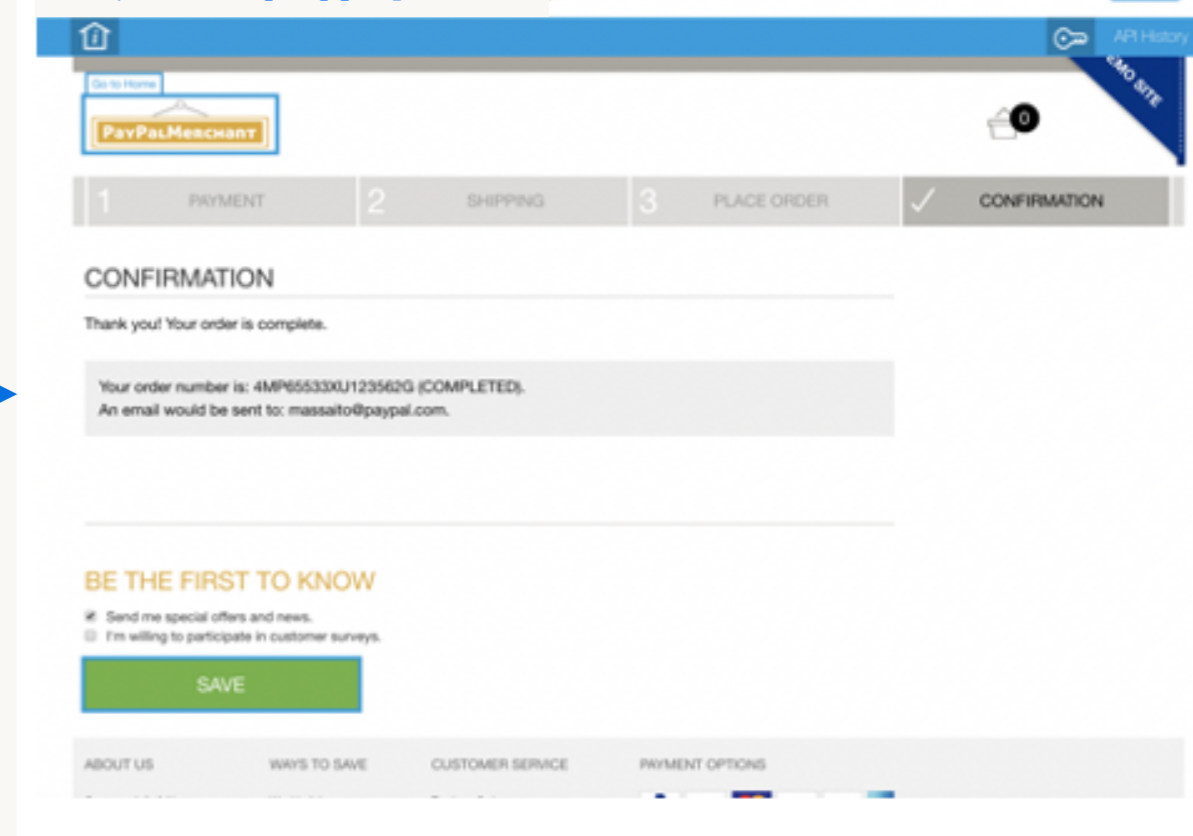 API History
DEMO SITE
Go to Home
PayPalMerchant
0
1 PAYMENT 2 SHIPPING 3 PLACE ORDER ✓ CONFIRMATION
CONFIRMATION
Thank you! Your order is complete.
Your order number is: 4MP65533XU123562G (COMPLETED).
An email would be sent to: massaito@paypal.com.
BE THE FIRST TO KNOW
Send me special offers and news.
I'm willing to participate in customer surveys.
SAVE
ABOUT US WAYS TO SAVE CUSTOMER SERVICE PAYMENT OPTIONS